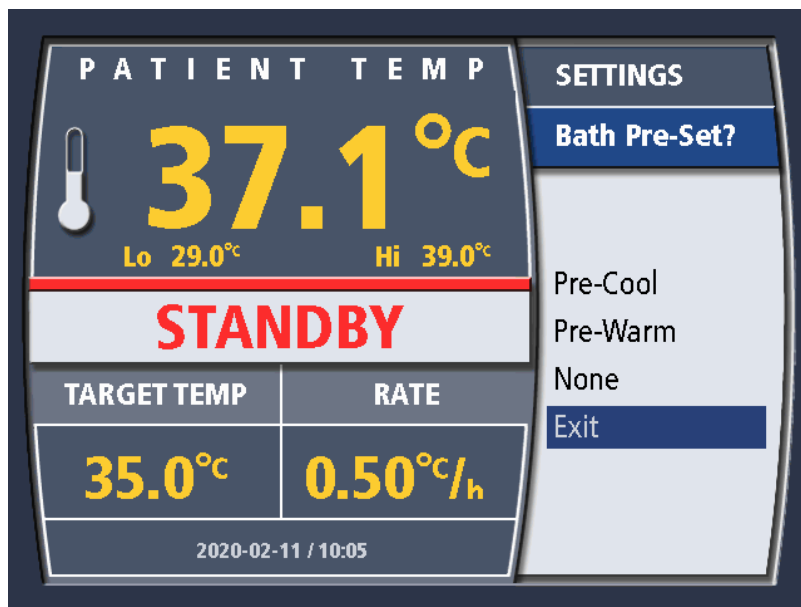 PATIENT TEMP
37.1°C
Lo 29.0°C Hi 39.0°C
STANDBY
TARGET TEMP RATE
35.0°C 0.50°C/h
2020-02-11 / 10:05
SETTINGS
Bath Pre-Set?
Pre-Cool
Pre-Warm
None
Exit